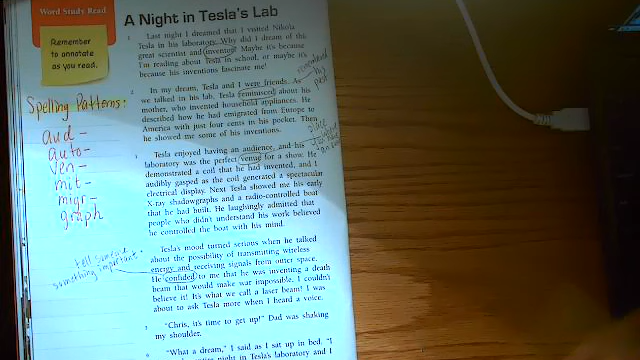 Word Study Read
A Night in Tesla's Lab
Remember
to annotate
as you read.
Spelling Patterns:
aud-
auto-
ven-
mit-
migr-
graph
1
Last night I dreamed that I visited Nikola
Tesla in his laboratory. Why did I dream of this
great scientist and inventor? Maybe it's because
I'm reading about Tesla in school, or maybe it's
because his inventions fascinate me!
2
In my dream, Tesla and I were friends. As
we talked in his lab, Tesla reminisced about his
mother, who invented household appliances. He
described how he had emigrated from Europe to
America with just four cents in his pocket. Then
he showed me some of his inventions.
remembered
his
past
3
Tesla enjoyed having an audience, and his
laboratory was the perfect venue for a show. He
demonstrated a coil that he had invented, and I
audibly gasped as the coil generated a spectacular
electrical display. Next Tesla showed me his early
X-ray shadowgraphs and a radio-controlled boat
that he had built. He laughingly admitted that
people who didn't understand his work believed
he controlled the boat with his mind.
place
4
Tesla's mood turned serious when he talked
about the possibility of transmitting wireless
energy and receiving signals from outer space.
He confided to me that he was inventing a death
beam that would make war impossible. I couldn't
believe it! It's what we call a laser beam! I was
about to ask Tesla more when I heard a voice.
tell someone
something important
5
"Chris, it's time to get up!" Dad was shaking
my shoulder.
6
"What a dream," I said as I sat up in bed. "I
entire night in Tesla's laboratory and I